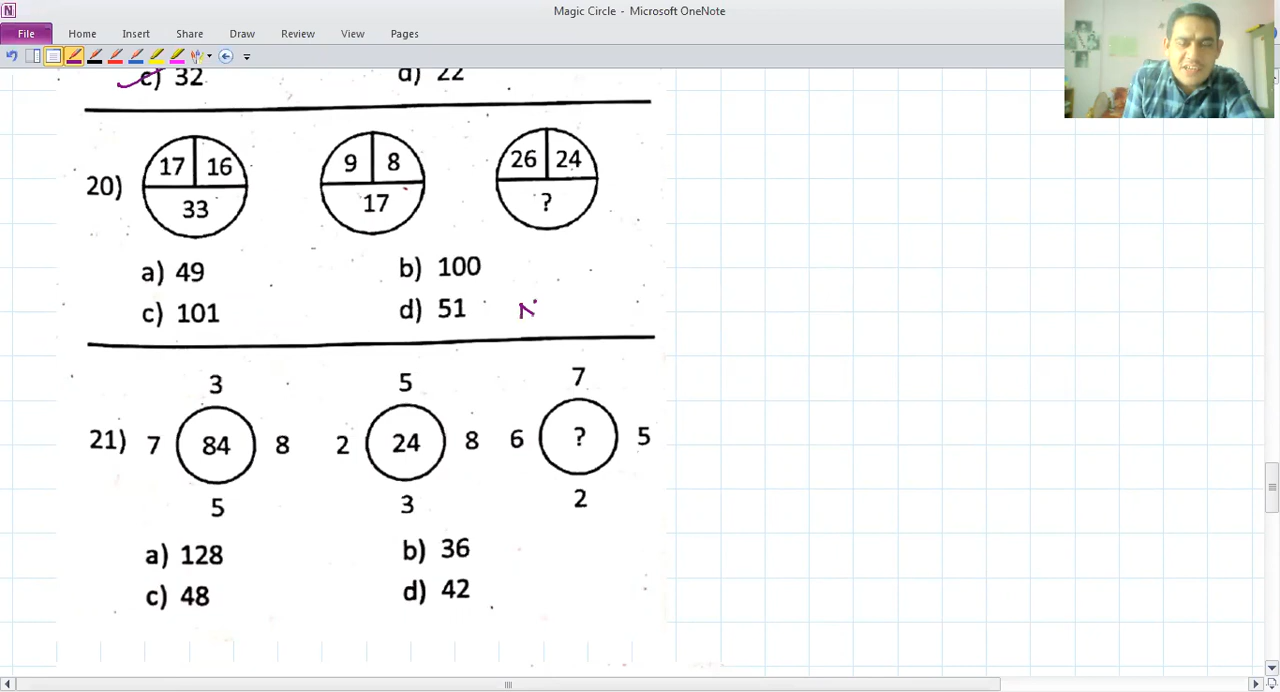 Magic Circle - Microsoft OneNote
File Home Insert Share Draw Review View Pages
c) 32 d) 22
20) 17 16 33 9 8 17 26 24 ?
a) 49 b) 100
c) 101 d) 51
3 5 7
21) 7 84 8 2 24 8 6 ? 5
5 3 2
a) 128 b) 36
c) 48 d) 42